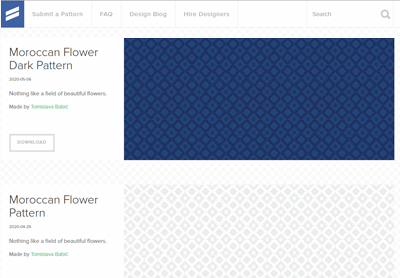 Submit a Pattern FAQ Design Blog Hire Designers Search
Moroccan Flower
Dark Pattern
2020-05-06
Nothing like a field of beautiful flowers.
Made by Tomislava Babić
DOWNLOAD
Moroccan Flower
Pattern
2020-04-29
Nothing like a field of beautiful flowers.
Made by Tomislava Babić